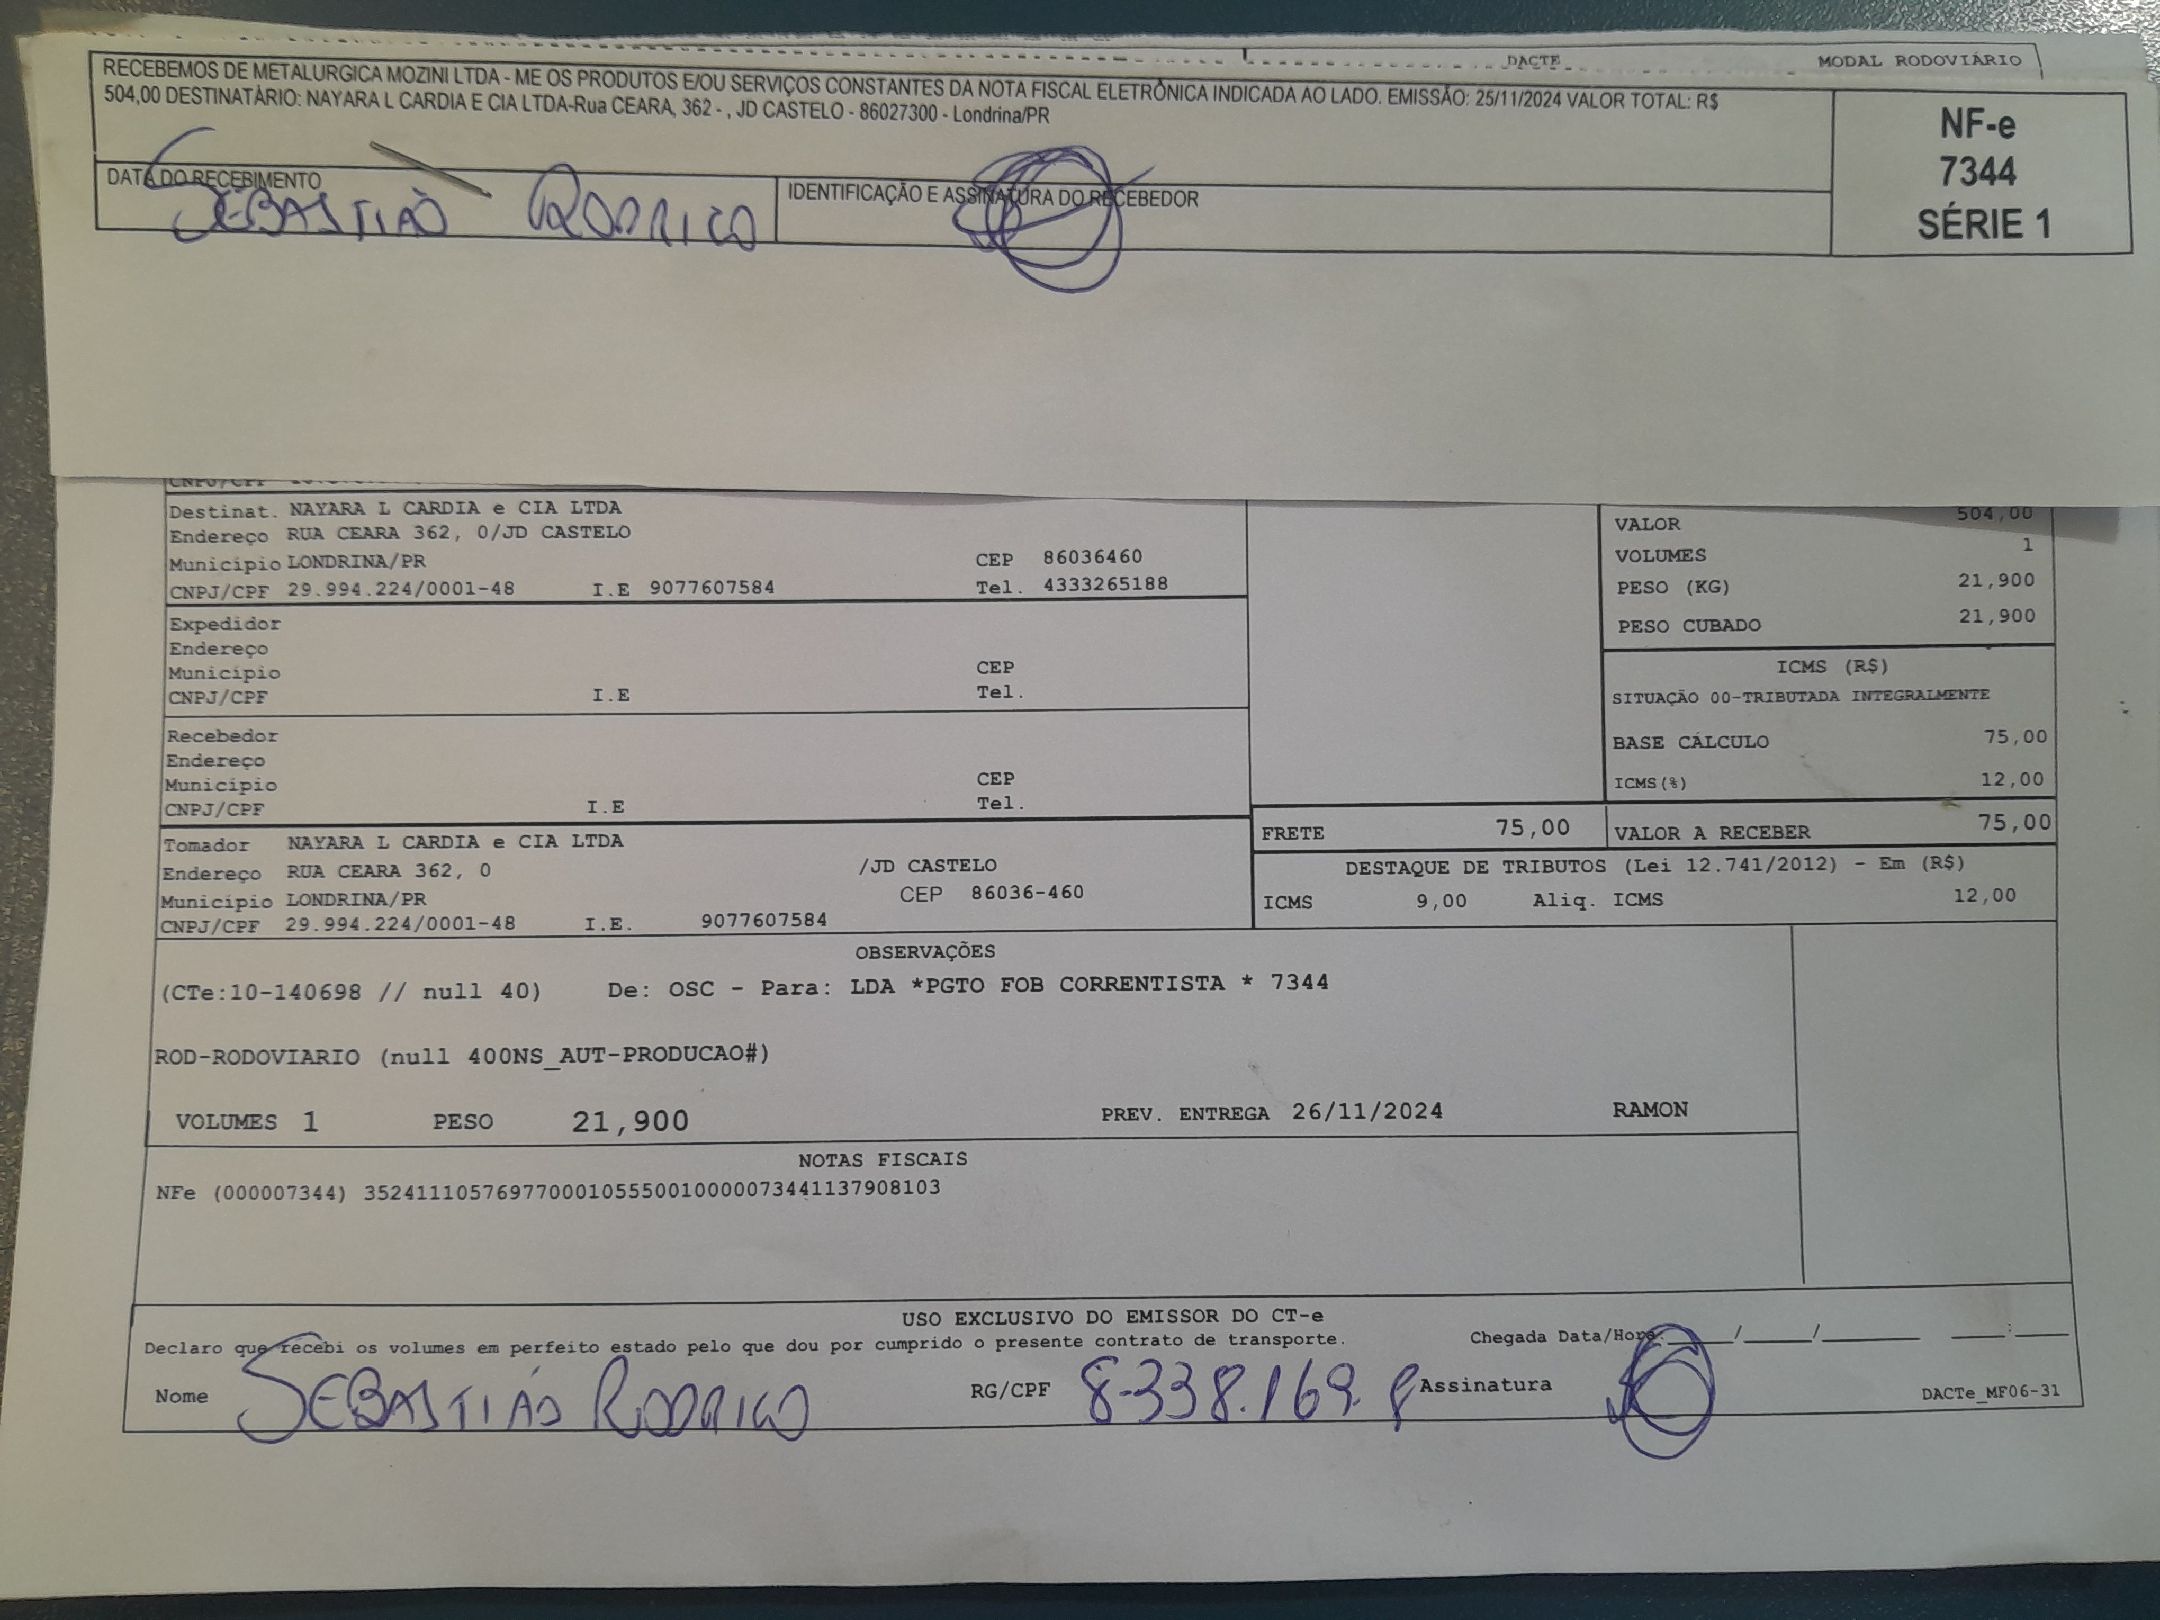 DACTE
MODAL RODOVIÁRIO
RECEBEMOS DE METALURGICA MOZINI LTDA - ME OS PRODUTOS E/OU SERVIÇOS CONSTANTES DA NOTA FISCAL ELETRÔNICA INDICADA AO LADO. EMISSÃO: 25/11/2024 VALOR TOTAL: R$
504,00 DESTINATÁRIO: NAYARA L CARDIA E CIA LTDA-Rua CEARA, 362 - , JD CASTELO - 86027300 - Londrina/PR
NF-e
7344
SÉRIE 1
DATA DO RECEBIMENTO
IDENTIFICAÇÃO E ASSINATURA DO RECEBEDOR
SEBASTIÃO RODRIGO
CNPJ/CPF
Destinat. NAYARA L CARDIA e CIA LTDA
Endereço RUA CEARA 362, 0/JD CASTELO
Município LONDRINA/PR CEP 86036460
CNPJ/CPF 29.994.224/0001-48 I.E 9077607584 Tel. 4333265188
VALOR 504,00
VOLUMES 1
PESO (KG) 21,900
PESO CUBADO 21,900
Expedidor
Endereço
Município CEP
CNPJ/CPF I.E Tel.
ICMS (R$)
SITUAÇÃO 00-TRIBUTADA INTEGRALMENTE
BASE CÁLCULO 75,00
ICMS(%) 12,00
Recebedor
Endereço
Município CEP
CNPJ/CPF I.E Tel.
FRETE 75,00 VALOR A RECEBER 75,00
Tomador NAYARA L CARDIA e CIA LTDA
Endereço RUA CEARA 362, 0 /JD CASTELO
Município LONDRINA/PR CEP 86036-460
CNPJ/CPF 29.994.224/0001-48 I.E. 9077607584
DESTAQUE DE TRIBUTOS (Lei 12.741/2012) - Em (R$)
ICMS 9,00 Aliq. ICMS 12,00
OBSERVAÇÕES
(CTe:10-140698 // null 40) De: OSC - Para: LDA *PGTO FOB CORRENTISTA * 7344
ROD-RODOVIARIO (null 400NS_AUT-PRODUCAO#)
VOLUMES 1 PESO 21,900 PREV. ENTREGA 26/11/2024 RAMON
NOTAS FISCAIS
NFe (000007344) 35241110576977000105550010000073441137908103
USO EXCLUSIVO DO EMISSOR DO CT-e
Declaro que recebi os volumes em perfeito estado pelo que dou por cumprido o presente contrato de transporte. Chegada Data/Hora: ____/____/______ ____:____
Nome SEBASTIÃO RODRIGO RG/CPF 8-338.169. Assinatura
DACTe_MF06-31